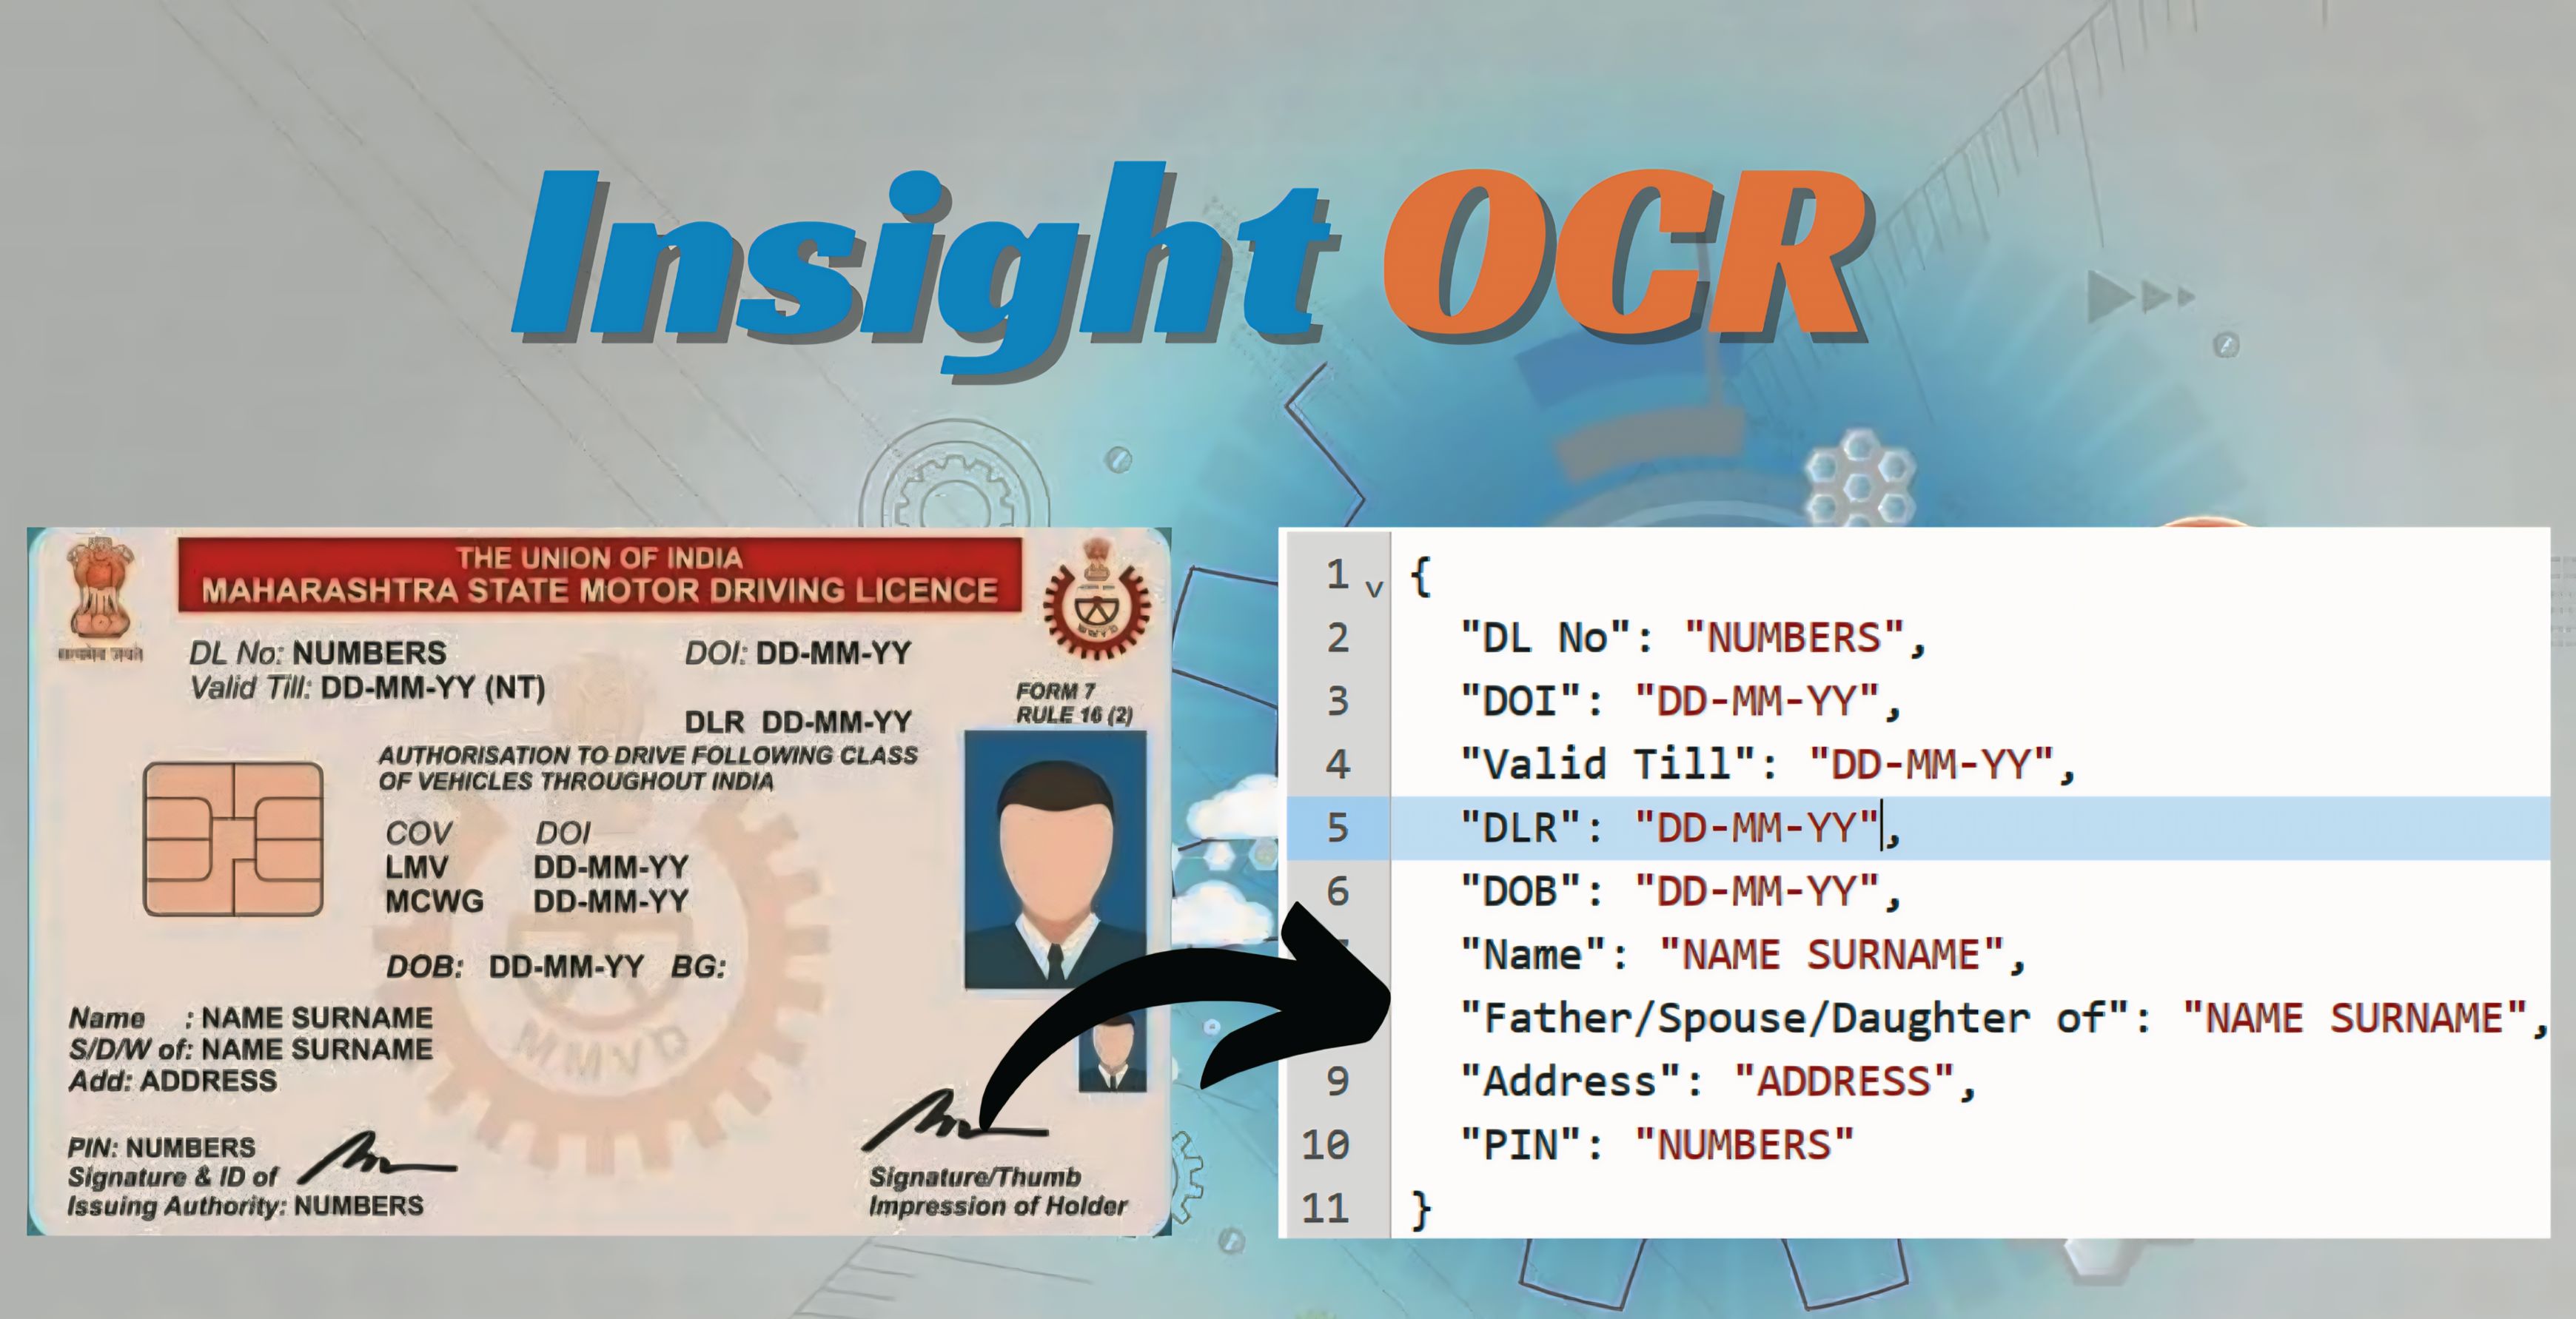 Insight OCR
THE UNION OF INDIA
MAHARASHTRA STATE MOTOR DRIVING LICENCE
DL No: NUMBERS DOI: DD-MM-YY
Valid Till: DD-MM-YY (NT)
FORM 7
RULE 16 (2)
DLR DD-MM-YY
AUTHORISATION TO DRIVE FOLLOWING CLASS
OF VEHICLES THROUGHOUT INDIA
COV DOI
LMV DD-MM-YY
MCWG DD-MM-YY
DOB: DD-MM-YY BG:
MMVD
Name : NAME SURNAME
S/D/W of: NAME SURNAME
Add: ADDRESS
PIN: NUMBERS
Signature & ID of
Issuing Authority: NUMBERS
Signature/Thumb
Impression of Holder
1 v {
2 "DL No": "NUMBERS",
3 "DOI": "DD-MM-YY",
4 "Valid Till": "DD-MM-YY",
5 "DLR": "DD-MM-YY",
6 "DOB": "DD-MM-YY",
"Name": "NAME SURNAME",
"Father/Spouse/Daughter of": "NAME SURNAME",
9 "Address": "ADDRESS",
10 "PIN": "NUMBERS"
11 }